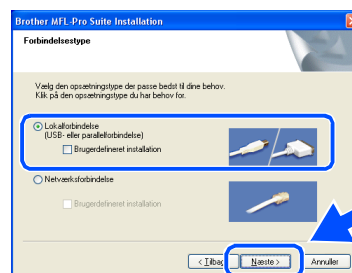 Brother MFL-Pro Suite Installation
Forbindelsestype
Vælg den opsætningstype der passe bedst til dine behov.
Klik på den opsætningstype du har behov for.
Lokalforbindelse
(USB- eller parallelforbindelse)
Brugerdefineret installation
Netværksforbindelse
Brugerdefineret installation
< Tilbage Næste > Annuller